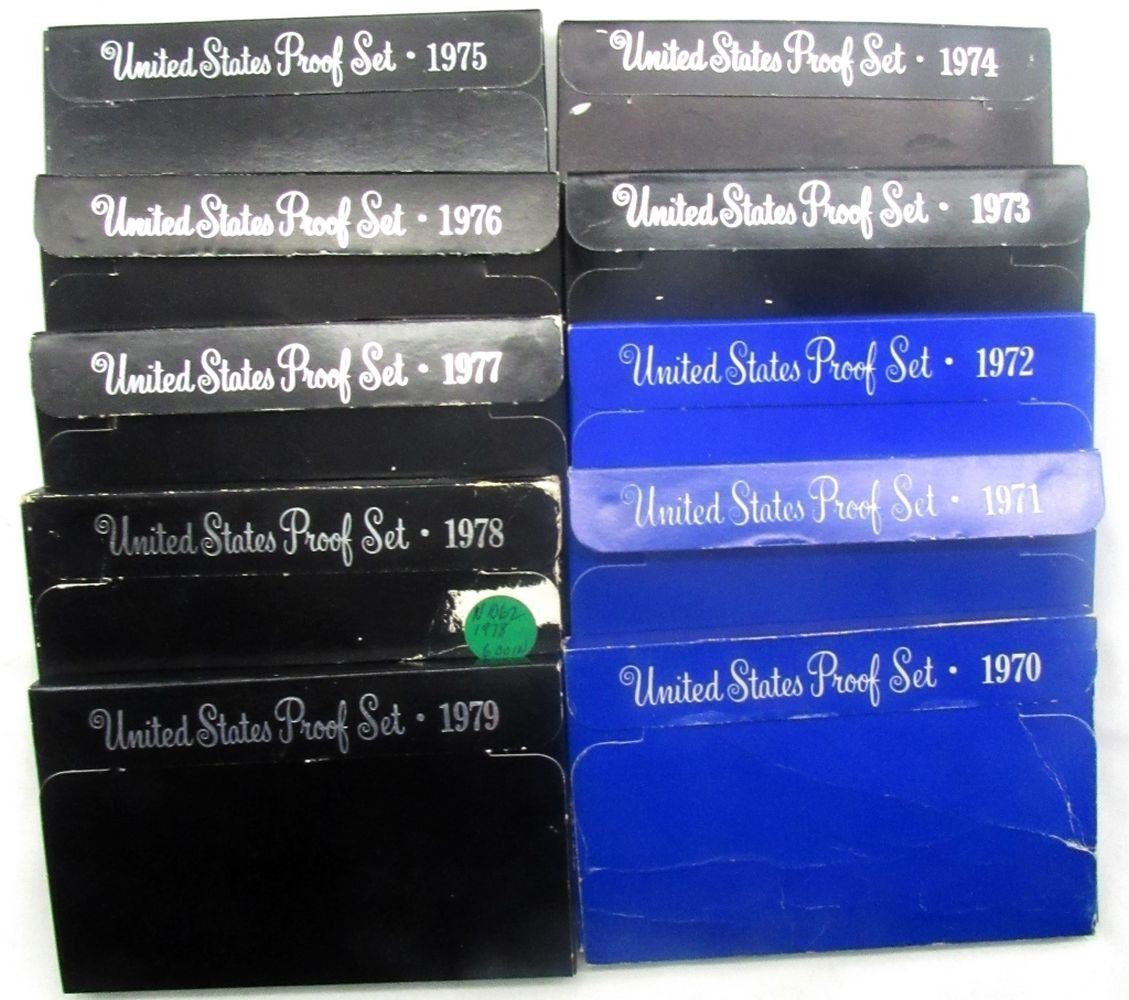 United States Proof Set • 1975
United States Proof Set • 1976
United States Proof Set • 1977
United States Proof Set • 1978
1978
6 COIN
United States Proof Set • 1979
United States Proof Set • 1974
United States Proof Set • 1973
United States Proof Set • 1972
United States Proof Set • 1971
United States Proof Set • 1970